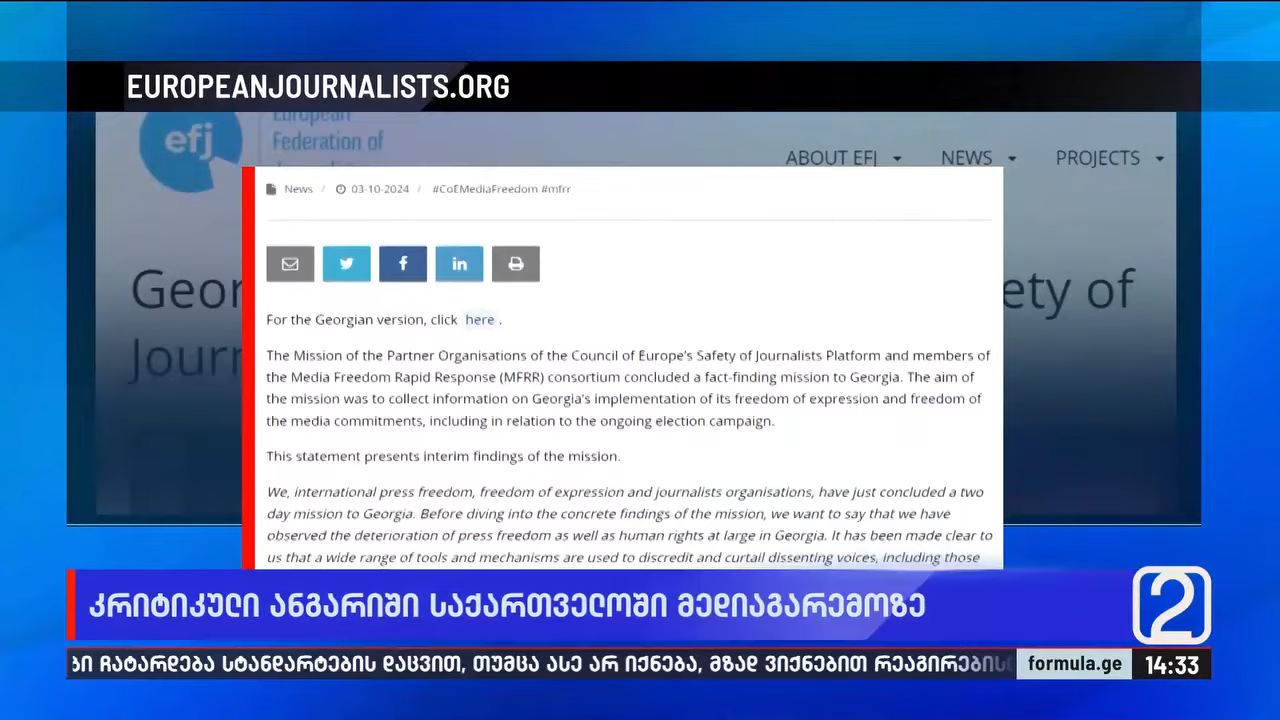 EUROPEANJOURNALISTS.ORG
efj
European
Federation of
ABOUT EFJ NEWS PROJECTS
News / 03-10-2024 / #CoEMediaFreedom #mfrr
Geor ety of
Journ
For the Georgian version, click here .
The Mission of the Partner Organisations of the Council of Europe's Safety of Journalists Platform and members of
the Media Freedom Rapid Response (MFRR) consortium concluded a fact-finding mission to Georgia. The aim of
the mission was to collect information on Georgia's implementation of its freedom of expression and freedom of
the media commitments, including in relation to the ongoing election campaign.
This statement presents interim findings of the mission.
We, international press freedom, freedom of expression and journalists organisations, have just concluded a two
day mission to Georgia. Before diving into the concrete findings of the mission, we want to say that we have
observed the deterioration of press freedom as well as human rights at large in Georgia. It has been made clear to
us that a wide range of tools and mechanisms are used to discredit and curtail dissenting voices, including those
კრიტიკული ანგარიში საქართველოში მედიაგარემოზე
2
ბი ჩატარდება სტანდარტების დაცვით, თუმცა ასე არ იქნება, მზად ვიქნებით რეაგირების
formula.ge 14:33